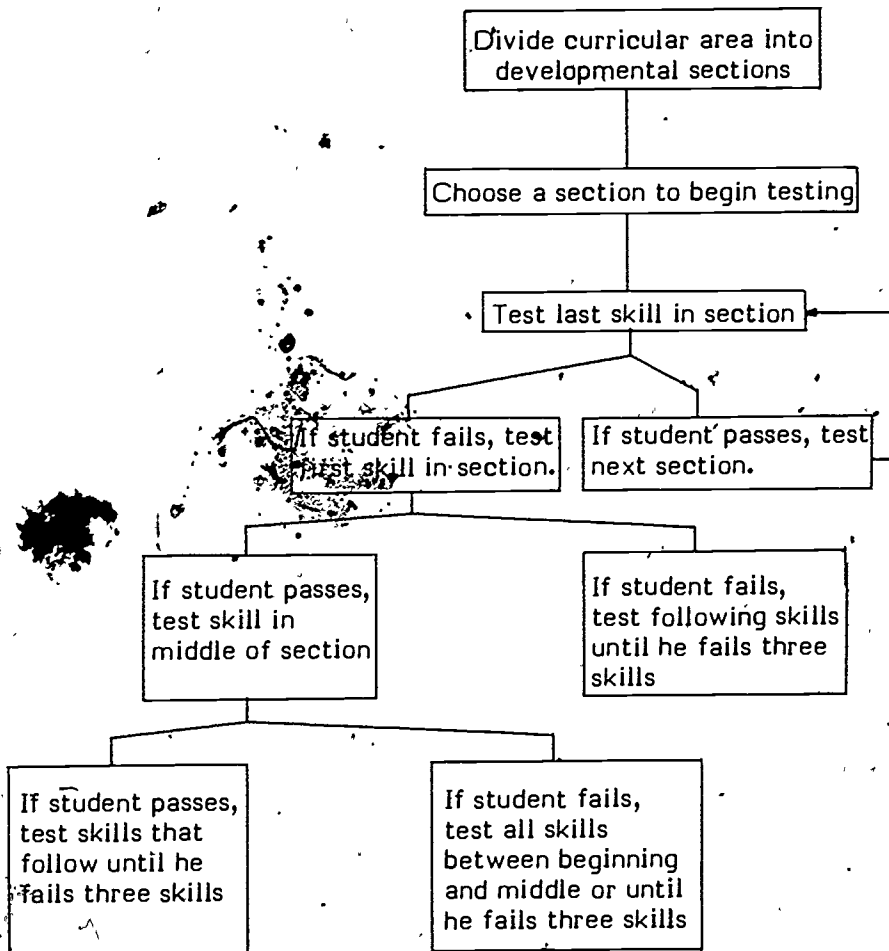 Divide curricular area into
developmental sections
Choose a section to begin testing
Test last skill in section
If student fails, test
first skill in section.
If student passes, test
next section.
If student passes,
test skill in
middle of section
If student fails,
test following skills
until he fails three
skills
If student passes,
test skills that
follow until he
fails three skills
If student fails,
test all skills
between beginning
and middle or until
he fails three skills